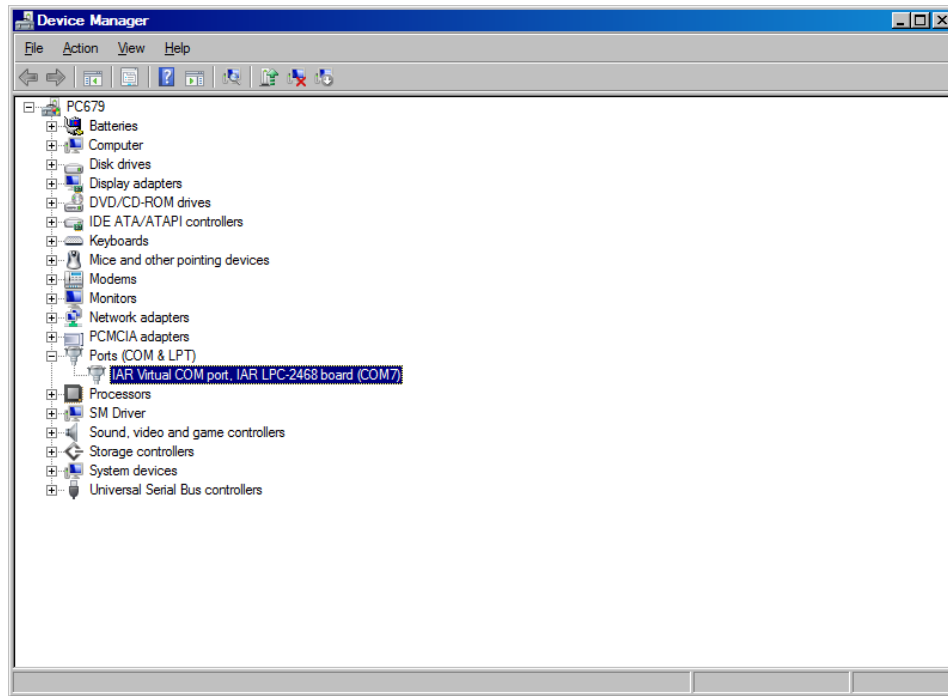 Device Manager
File Action View Help
PC679
Batteries
Computer
Disk drives
Display adapters
DVD/CD-ROM drives
IDE ATA/ATAPI controllers
Keyboards
Mice and other pointing devices
Modems
Monitors
Network adapters
PCMCIA adapters
Ports (COM & LPT)
IAR Virtual COM port, IAR LPC-2468 board (COM7)
Processors
SM Driver
Sound, video and game controllers
Storage controllers
System devices
Universal Serial Bus controllers